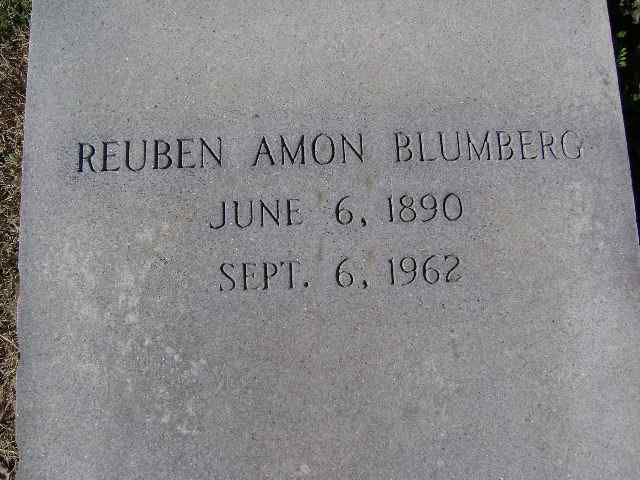 REUBEN AMON BLUMBERG
JUNE 6, 1890
SEPT. 6, 1962